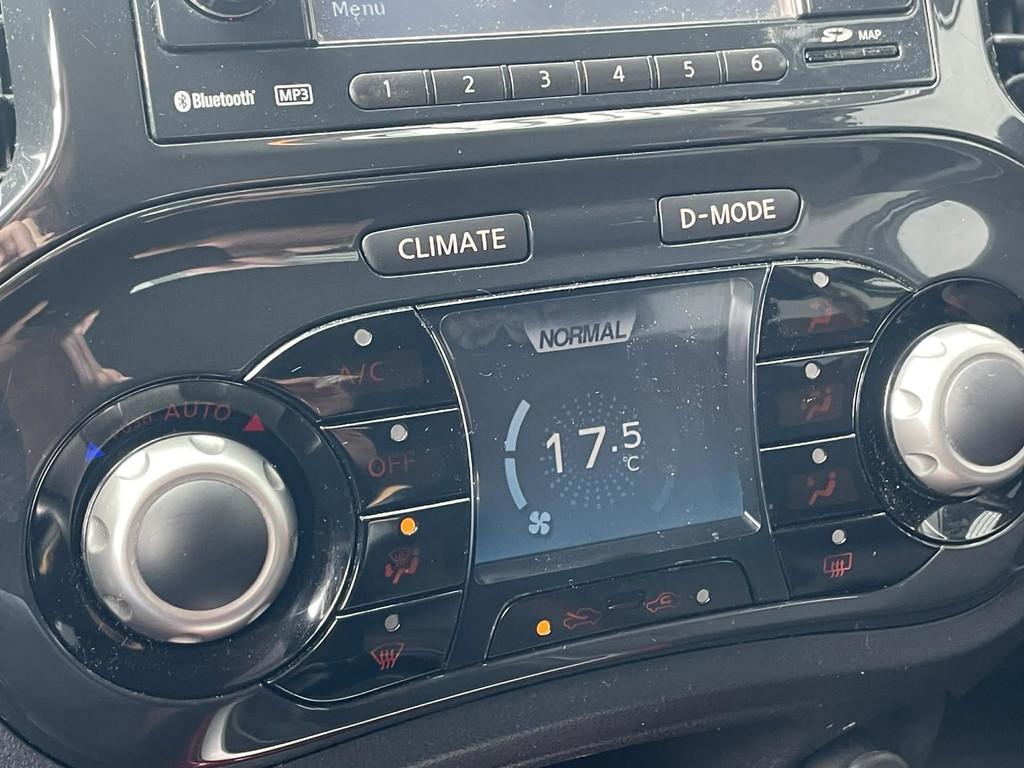 Menu
SD MAP
Bluetooth MP3 1 2 3 4 5 6
CLIMATE D-MODE
NORMAL
A/C
AUTO
OFF
17.5
°C